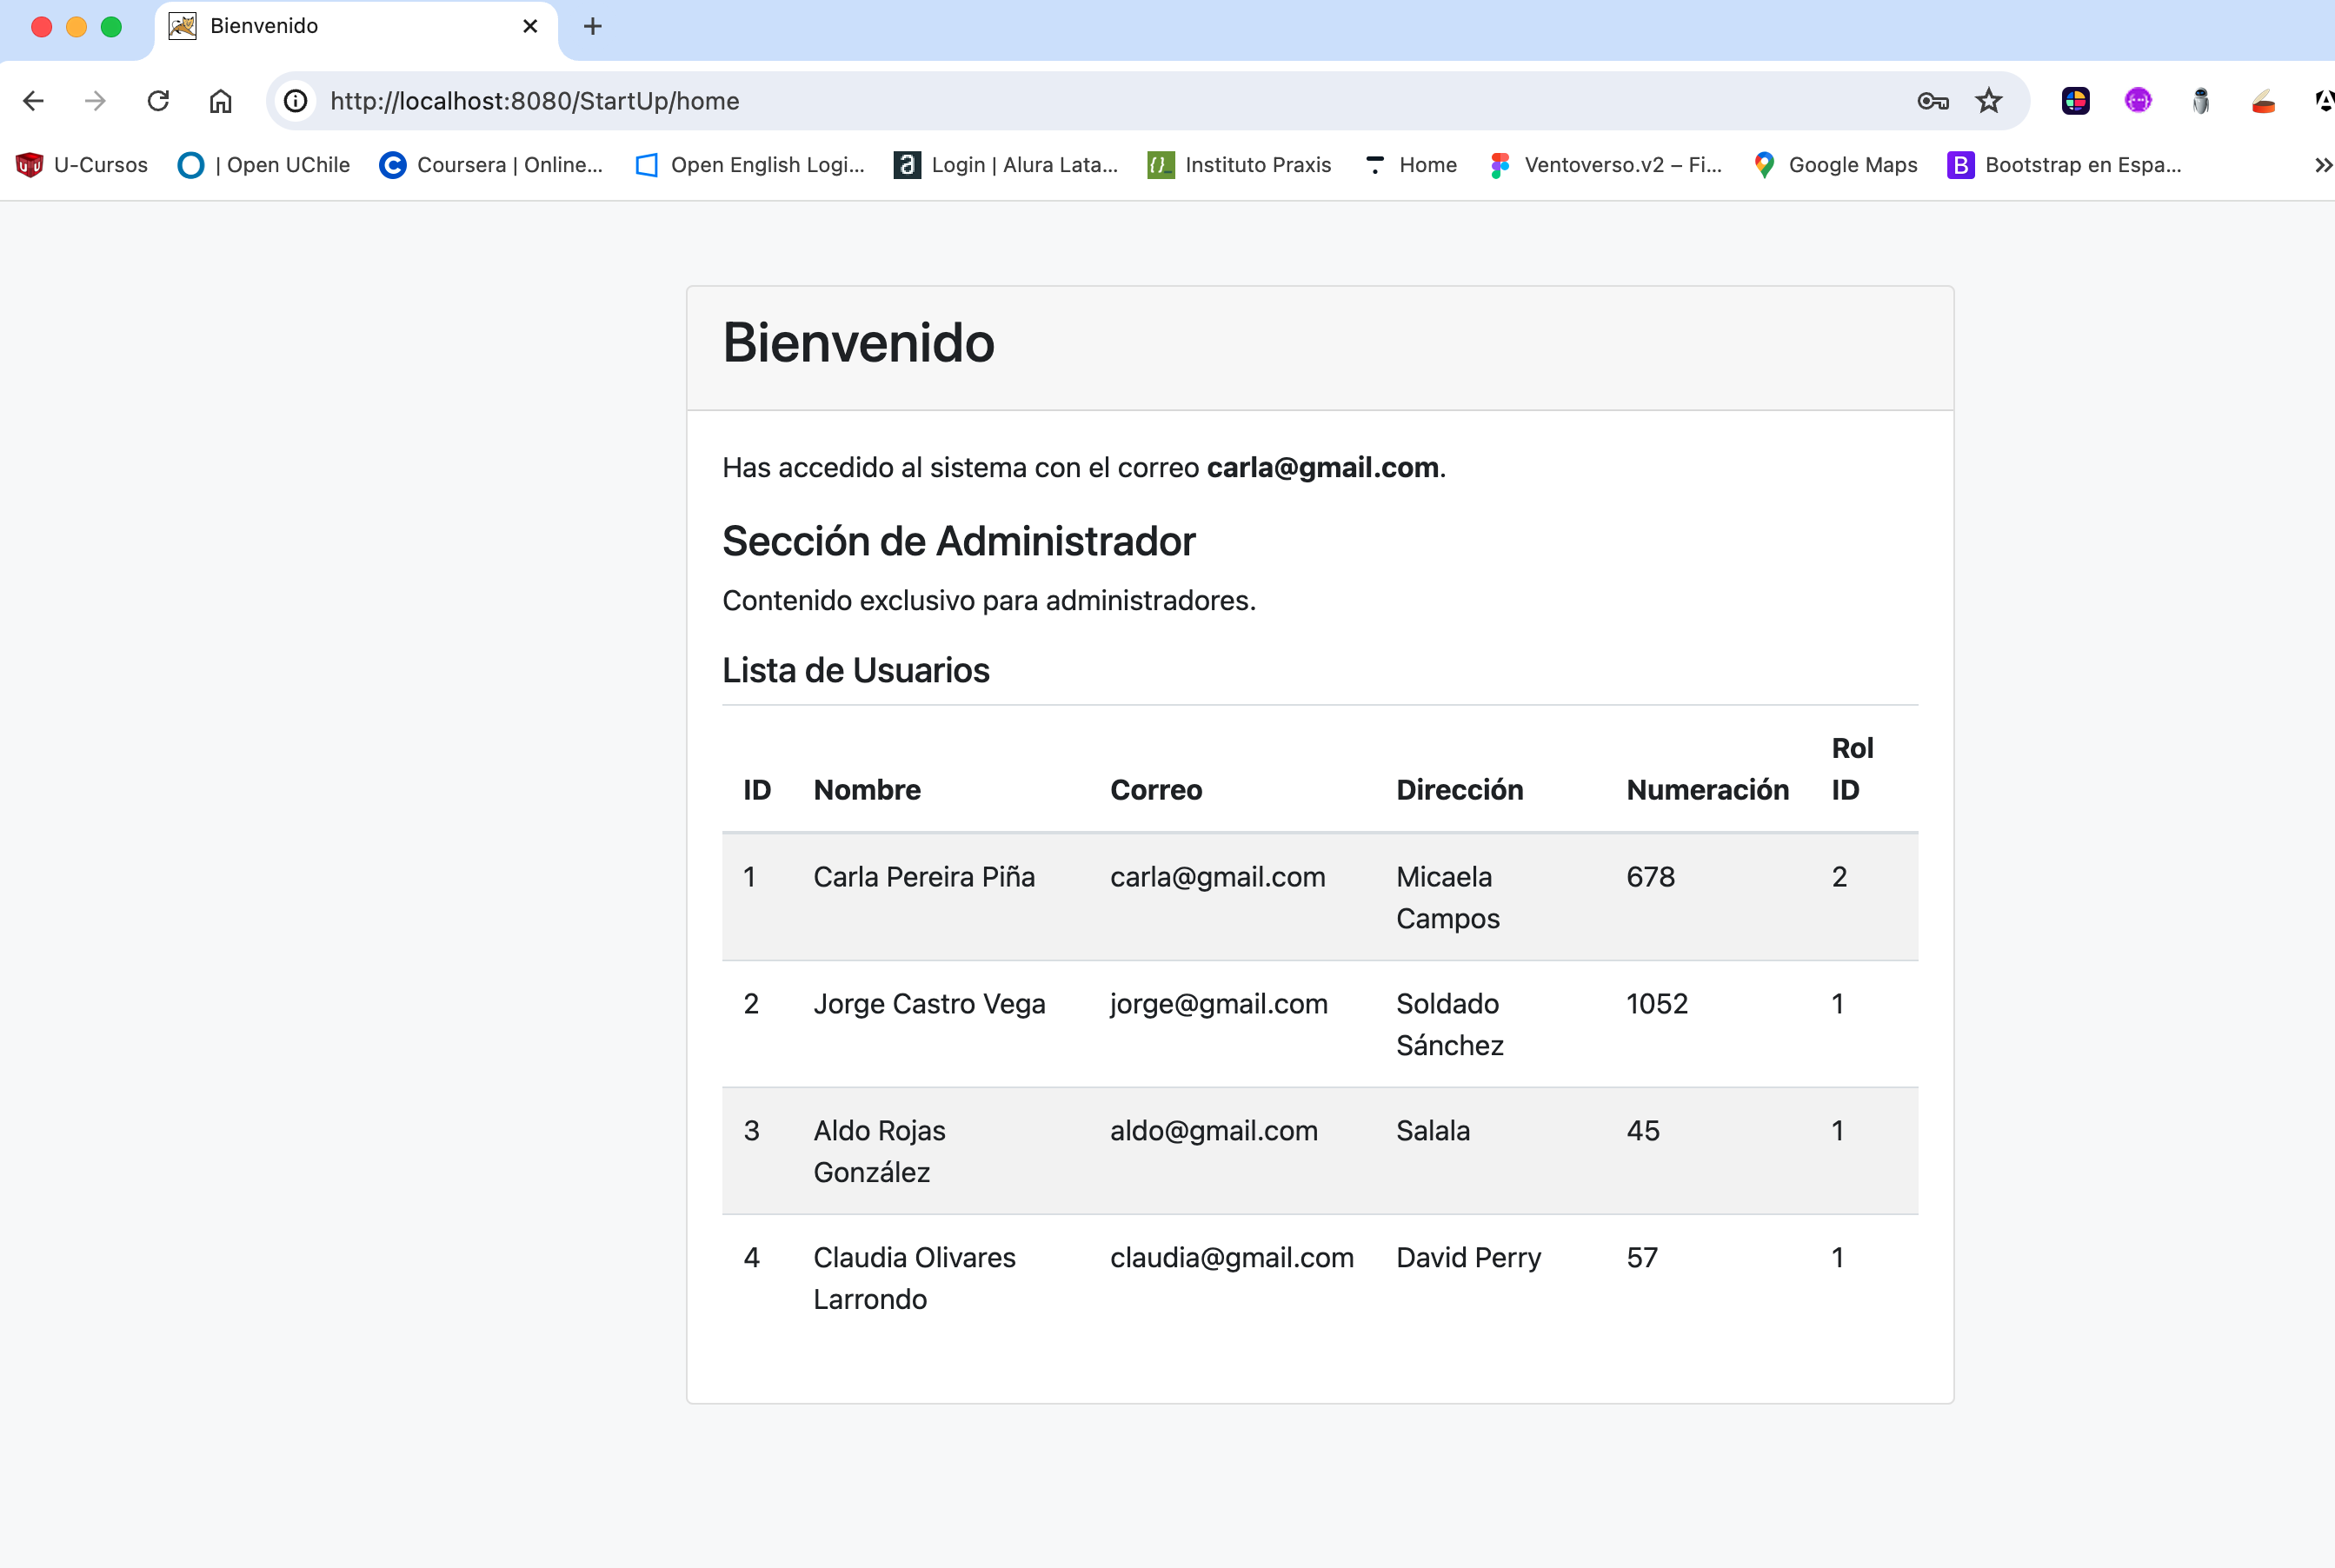 Bienvenido
http://localhost:8080/StartUp/home
U-Cursos | Open UChile Coursera | Online... Open English Logi... Login | Alura Lata... Instituto Praxis Home Ventoverso.v2 – Fi... Google Maps Bootstrap en Espa...
Bienvenido
Has accedido al sistema con el correo carla@gmail.com.
Sección de Administrador
Contenido exclusivo para administradores.
Lista de Usuarios
ID Nombre Correo Dirección Numeración Rol ID
1 Carla Pereira Piña carla@gmail.com Micaela Campos 678 2
2 Jorge Castro Vega jorge@gmail.com Soldado Sánchez 1052 1
3 Aldo Rojas González aldo@gmail.com Salala 45 1
4 Claudia Olivares Larrondo claudia@gmail.com David Perry 57 1